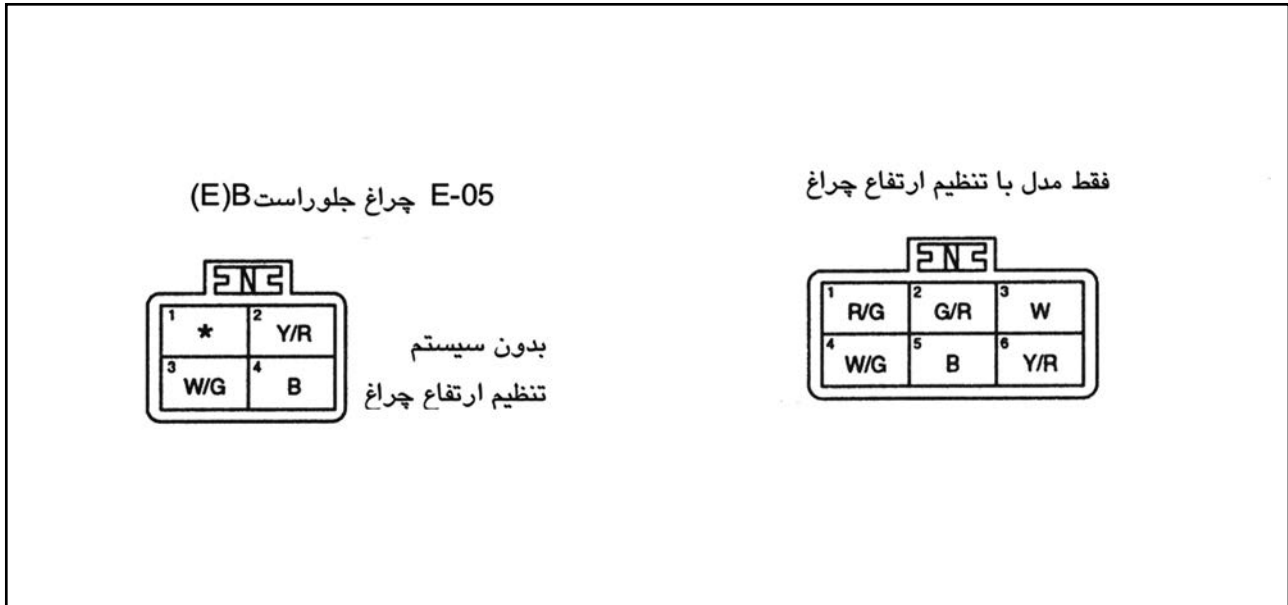 فقط مدل با تنظیم ارتفاع چراغ
1 R/G 2 G/R 3 W
4 W/G 5 B 6 Y/R
E-05 چراغ جلوراست B(E)
N
1 * 2 Y/R
3 W/G 4 B
بدون سیستم
تنظیم ارتفاع چراغ
N